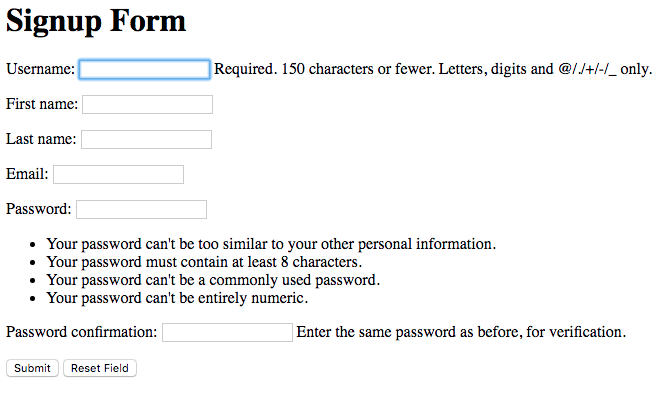 Signup Form
Username: Required. 150 characters or fewer. Letters, digits and @/./+/-/_ only.
First name:
Last name:
Email:
Password:
• Your password can't be too similar to your other personal information.
• Your password must contain at least 8 characters.
• Your password can't be a commonly used password.
• Your password can't be entirely numeric.
Password confirmation: Enter the same password as before, for verification.
Submit Reset Field